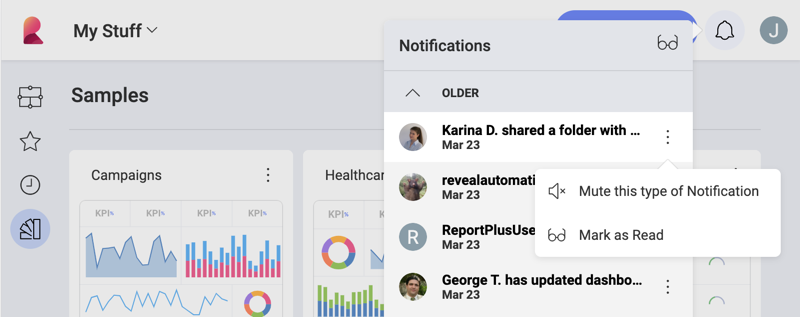 My Stuff
J
Notifications
Samples
OLDER
Karina D. shared a folder with ...
Mar 23
Campaigns
Healthcar
revealautomati
Mar 23
Mute this type of Notification
KPI
KPI
KPI
KPI
KPI
R
ReportPlusUse
Mar 23
Mark as Read
George T. has updated dashbo...
Mar 23